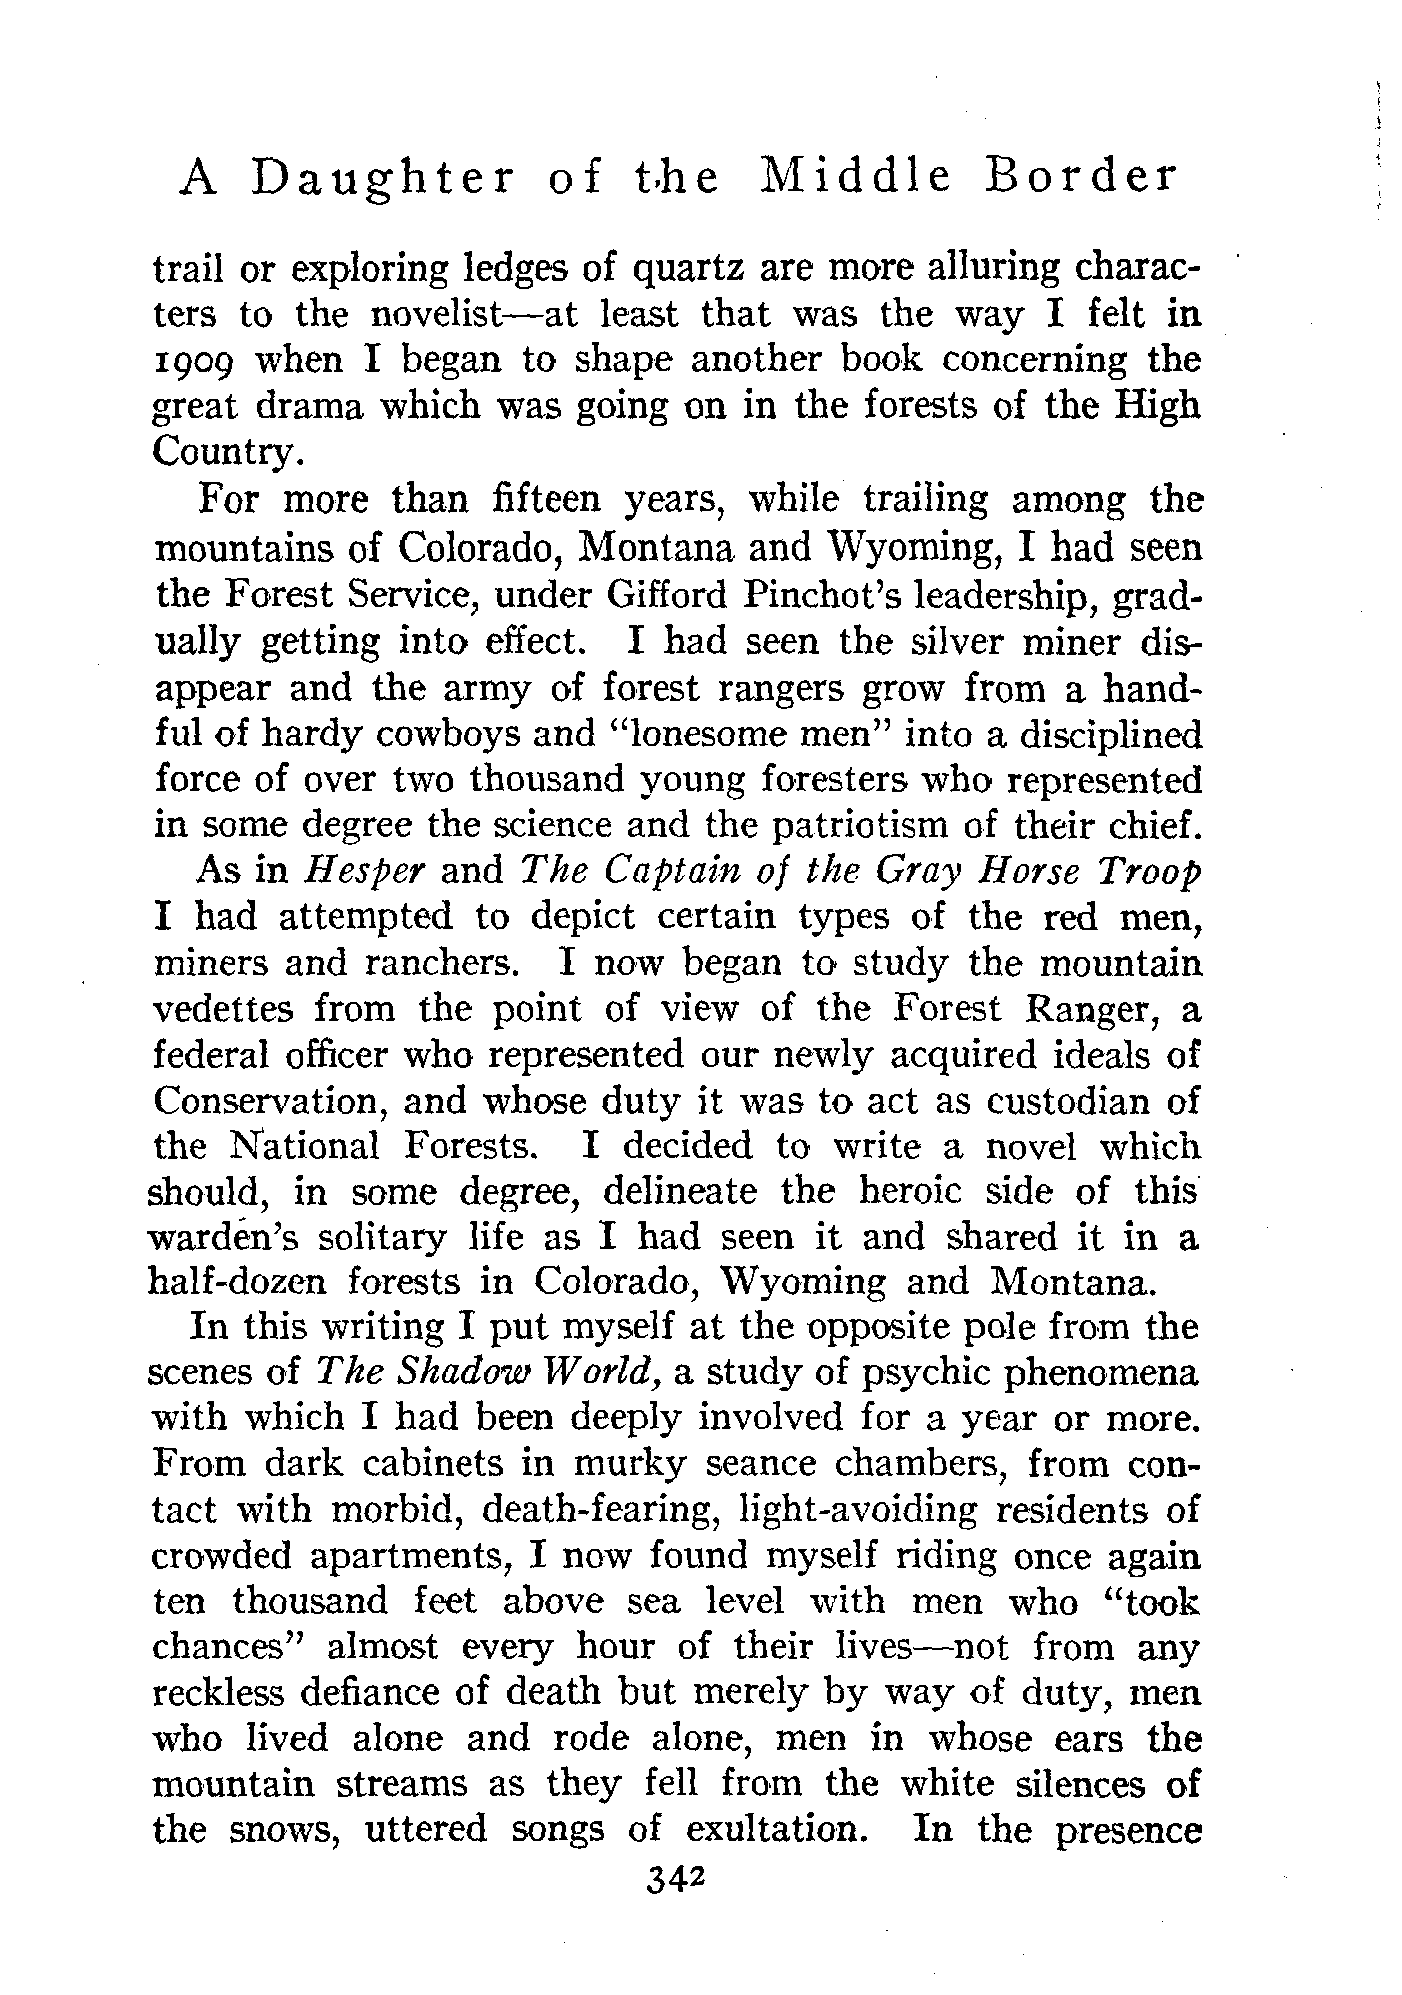 A Daughter of the Middle Border
trail or exploring ledges of quartz are more alluring charac-
ters to the novelist—at least that was the way I felt in
1909 when I began to shape another book concerning the
great drama which was going on in the forests of the High
Country.
For more than fifteen years, while trailing among the
mountains of Colorado, Montana and Wyoming, I had seen
the Forest Service, under Gifford Pinchot's leadership, grad-
ually getting into effect. I had seen the silver miner dis-
appear and the army of forest rangers grow from a hand-
ful of hardy cowboys and "lonesome men" into a disciplined
force of over two thousand young foresters who represented
in some degree the science and the patriotism of their chief.
As in Hesper and The Captain of the Gray Horse Troop
I had attempted to depict certain types of the red men,
miners and ranchers. I now began to study the mountain
vedettes from the point of view of the Forest Ranger, a
federal officer who represented our newly acquired ideals of
Conservation, and whose duty it was to act as custodian of
the National Forests. I decided to write a novel which
should, in some degree, delineate the heroic side of this
warden's solitary life as I had seen it and shared it in a
half-dozen forests in Colorado, Wyoming and Montana.
In this writing I put myself at the opposite pole from the
scenes of The Shadow World, a study of psychic phenomena
with which I had been deeply involved for a year or more.
From dark cabinets in murky seance chambers, from con-
tact with morbid, death-fearing, light-avoiding residents of
crowded apartments, I now found myself riding once again
ten thousand feet above sea level with men who "took
chances" almost every hour of their lives—not from any
reckless defiance of death but merely by way of duty, men
who lived alone and rode alone, men in whose ears the
mountain streams as they fell from the white silences of
the snows, uttered songs of exultation. In the presence
342